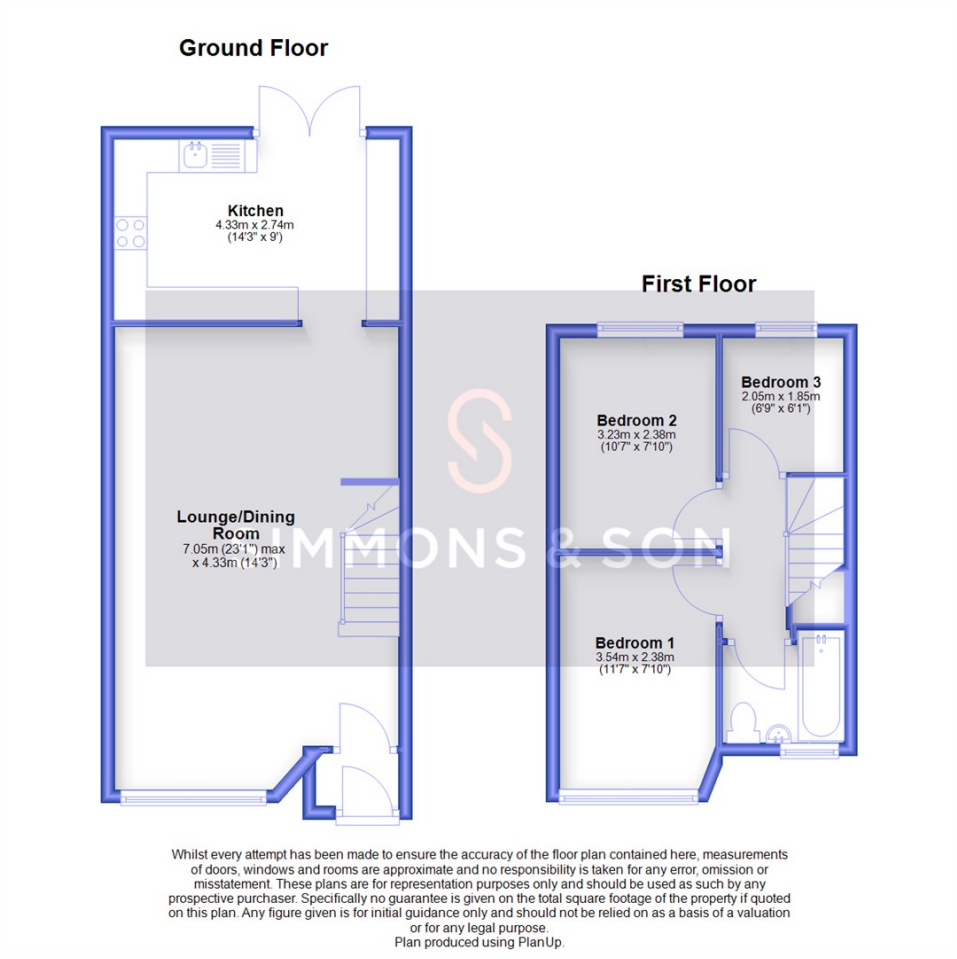 Ground Floor
Kitchen
4.33m x 2.74m
(14'3" x 9')
Lounge/Dining
Room
7.05m (23'1") max
x 4.33m (14'3")
First Floor
Bedroom 3
2.05m x 1.85m
(6'9" x 6'1")
Bedroom 2
3.23m x 2.38m
(10'7" x 7'10")
SIMMONS & SON
Bedroom 1
3.54m x 2.38m
(11'7" x 7'10")
Whilst every attempt has been made to ensure the accuracy of the floor plan contained here, measurements
of doors, windows and rooms are approximate and no responsibility is taken for any error, omission or
misstatement. These plans are for representation purposes only and should be used as such by any
prospective purchaser. Specifically no guarantee is given on the total square footage of the property if quoted
on this plan. Any figure given is for initial guidance only and should not be relied on as a basis of a valuation
or for any legal purpose.
Plan produced using PlanUp.